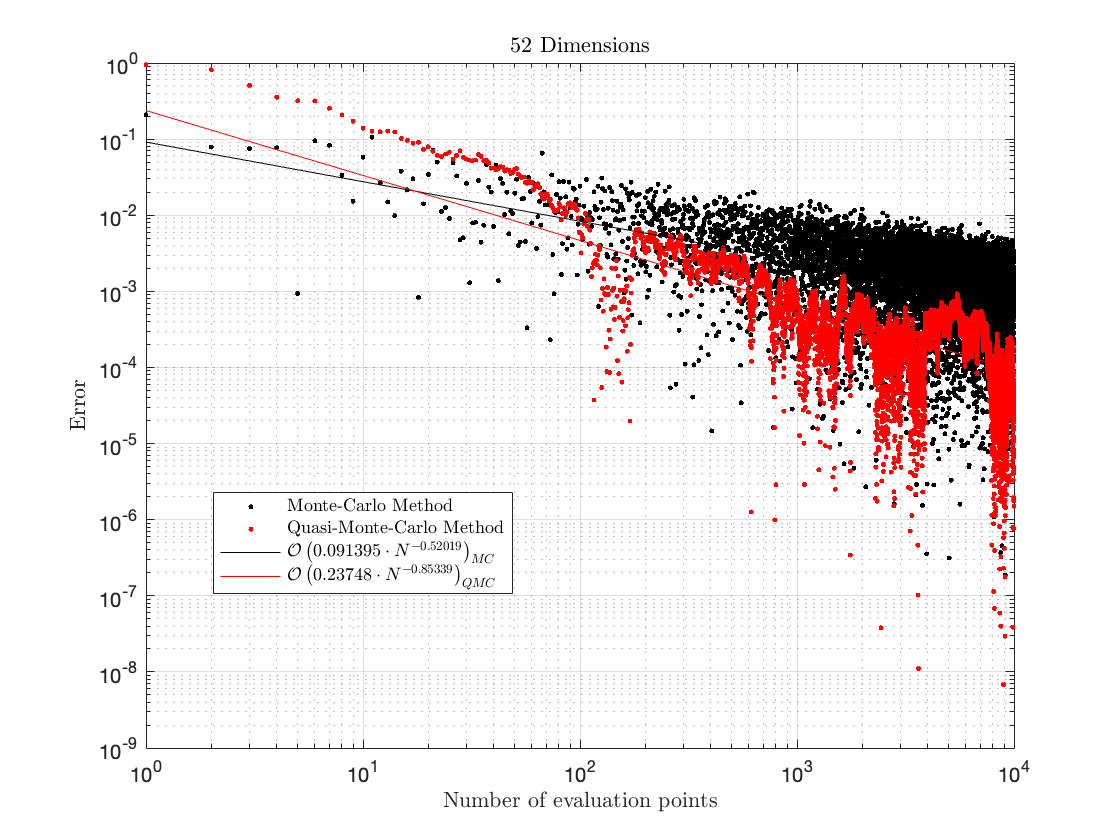 52 Dimensions
10^0
10^-1
10^-2
10^-3
10^-4
10^-5
10^-6
10^-7
10^-8
10^-9
Error
Monte-Carlo Method
Quasi-Monte-Carlo Method
𝒪 (0.091395 · N^-0.52019)_MC
𝒪 (0.23748 · N^-0.85339)_QMC
10^0 10^1 10^2 10^3 10^4
Number of evaluation points